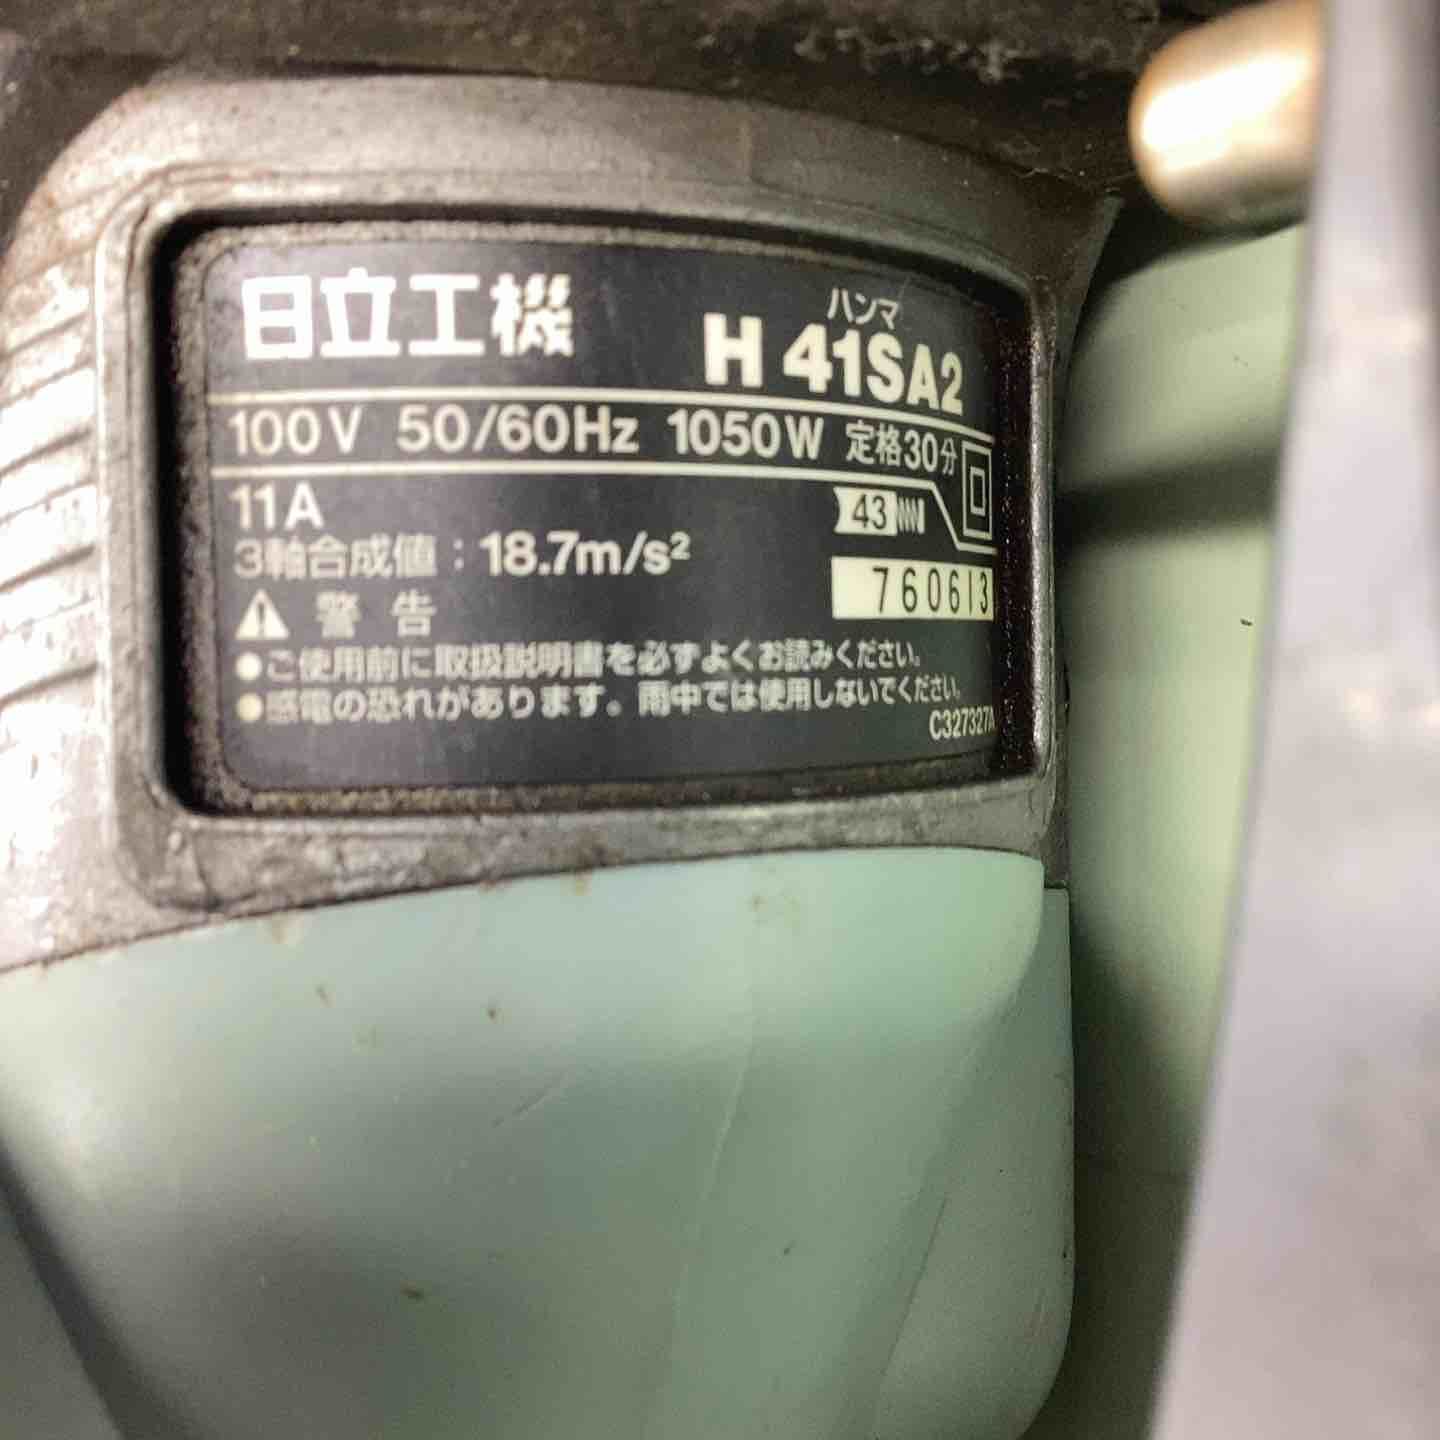 日立工機
ハンマ
H 41SA2
100V 50/60Hz 1050W 定格30分
11A
43
3軸合成値：18.7m/s²
760613
⚠ 警告
●ご使用前に取扱説明書を必ずよくお読みください。
●感電の恐れがあります。雨中では使用しないでください。
C327327A